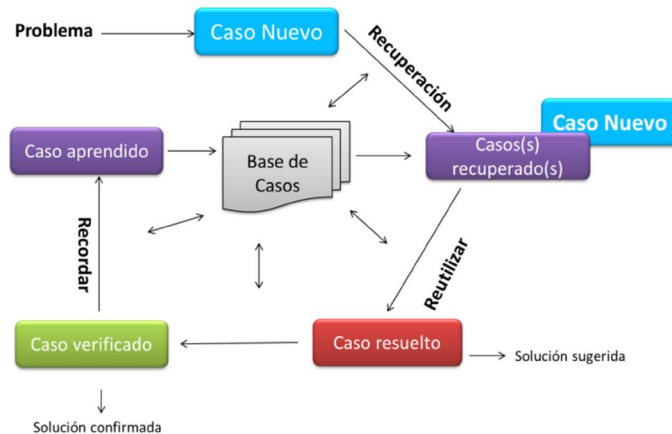 Problema
Caso Nuevo
Recuperación
Caso Nuevo
Caso aprendido
Base de
Casos
Casos(s)
recuperado(s)
Recordar
Reutilizar
Caso verificado
Caso resuelto
Solución sugerida
Solución confirmada